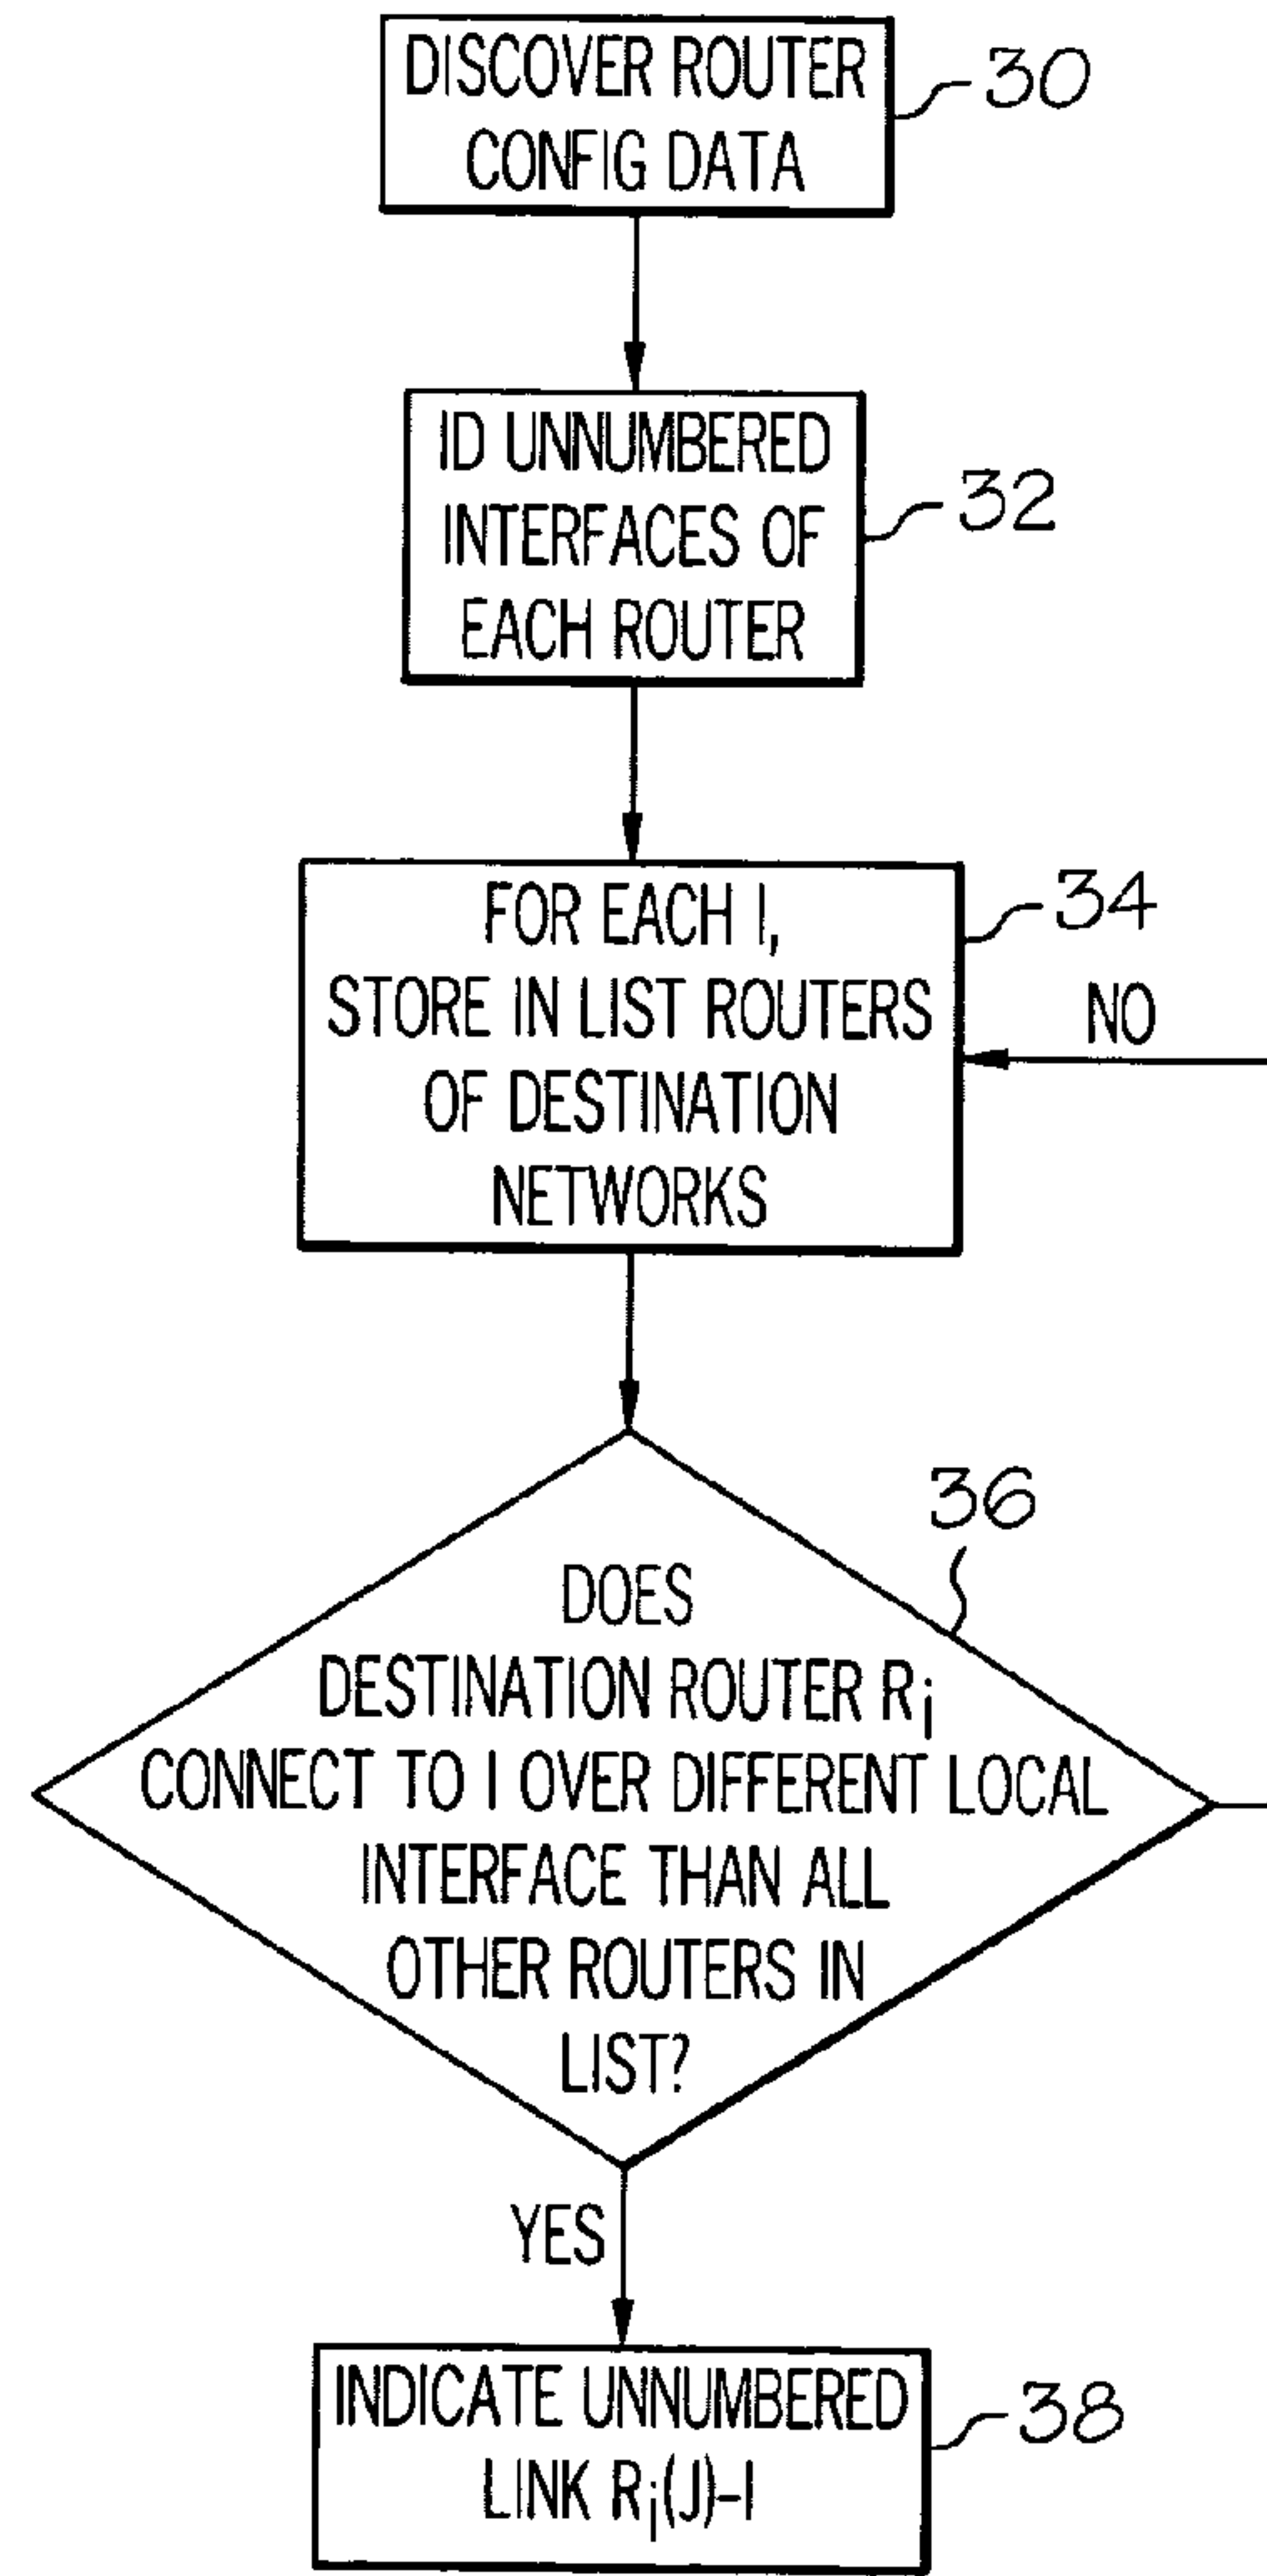 DISCOVER ROUTER
CONFIG DATA
30
ID UNNUMBERED
INTERFACES OF
EACH ROUTER
32
FOR EACH I,
STORE IN LIST ROUTERS
OF DESTINATION
NETWORKS
34
NO
36
DOES
DESTINATION ROUTER Ri
CONNECT TO I OVER DIFFERENT LOCAL
INTERFACE THAN ALL
OTHER ROUTERS IN
LIST?
YES
INDICATE UNNUMBERED
LINK Ri(J)-I
38